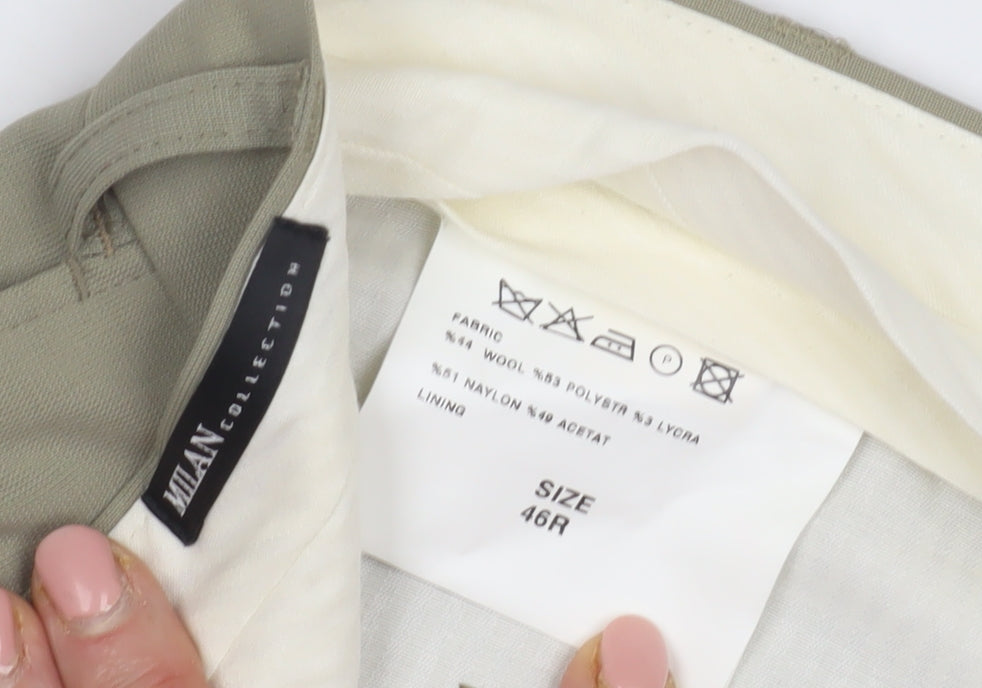 MILAN COLLECTION
FABRIC
%44 WOOL %53 POLYSTR %3 LYCRA
%51 NAYLON %49 ACETAT
LINING
SIZE
46R
P